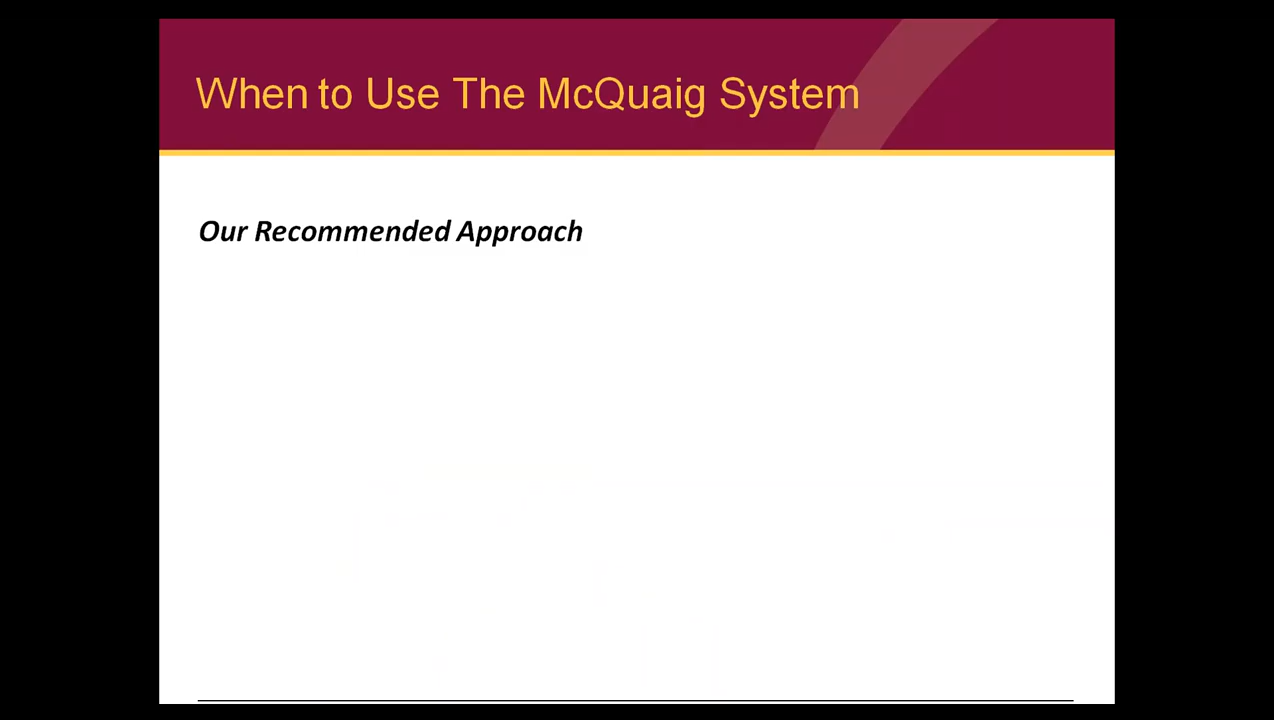 When to Use The McQuaig System
Our Recommended Approach